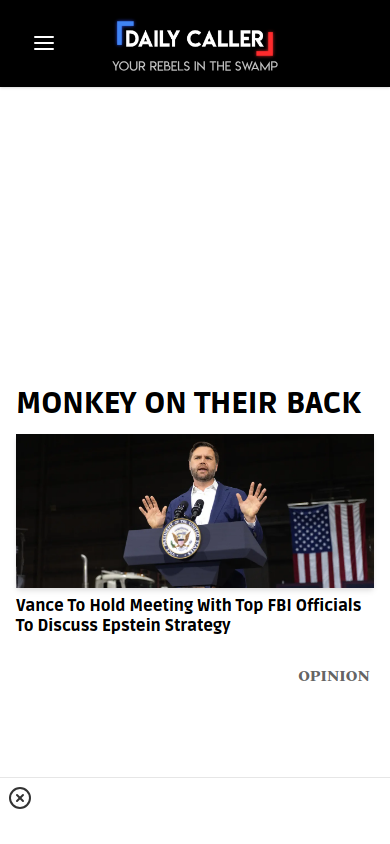 DAILY CALLER
YOUR REBELS IN THE SWAMP
MONKEY ON THEIR BACK
Vance To Hold Meeting With Top FBI Officials
To Discuss Epstein Strategy
OPINION